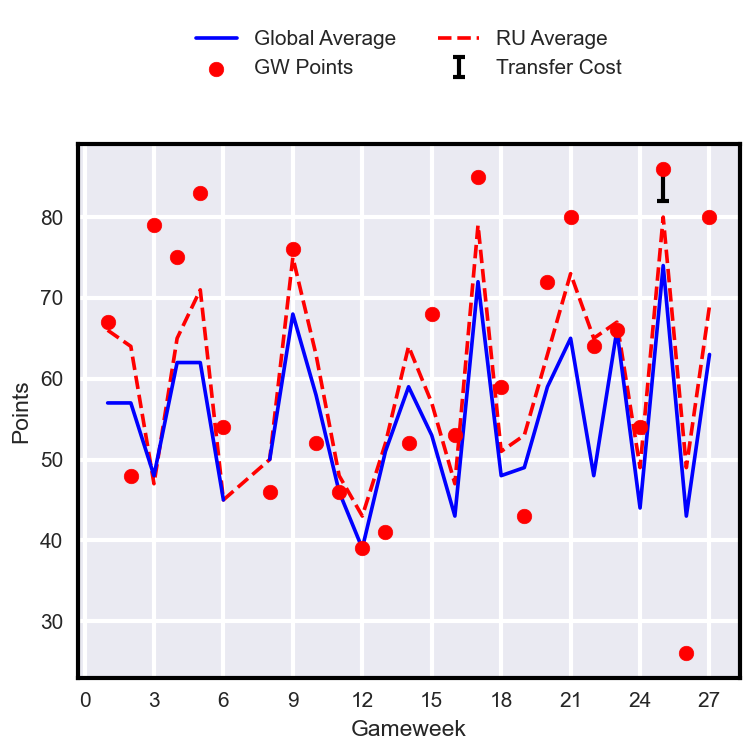 Global Average
RU Average
GW Points
Transfer Cost
80
70
60
50
40
30
Points
0 3 6 9 12 15 18 21 24 27
Gameweek